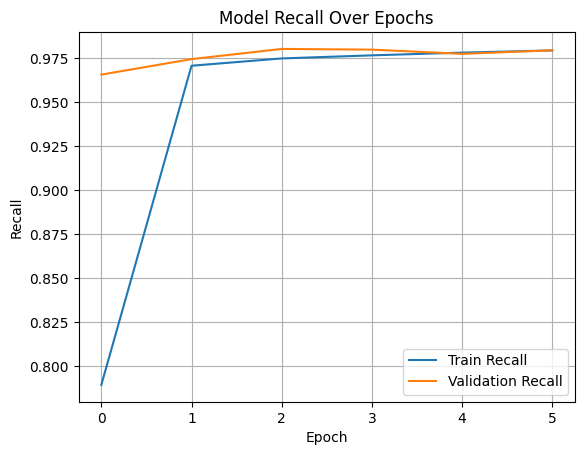 Model Recall Over Epochs
Recall
0.975
0.950
0.925
0.900
0.875
0.850
0.825
0.800
Train Recall
Validation Recall
0 1 2 3 4 5
Epoch